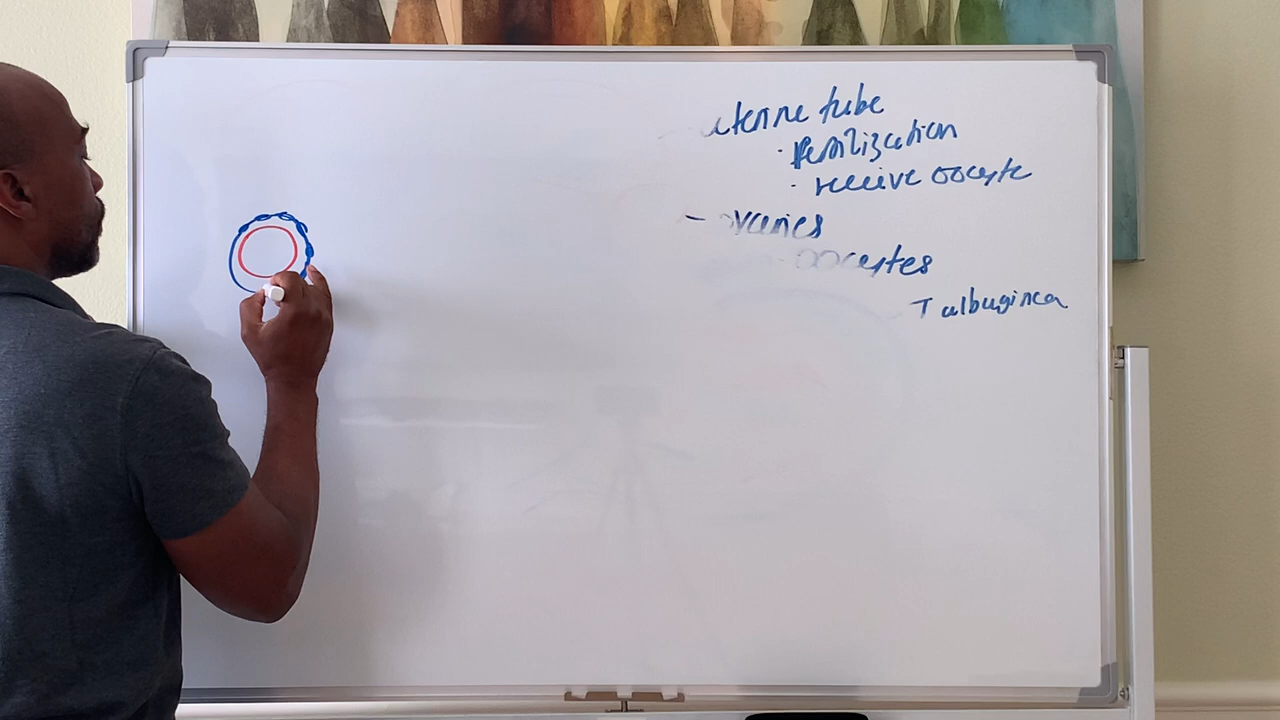 uterine tube
· fertilization
· receive oocyte
- ovaries
oocytes
T albuginea